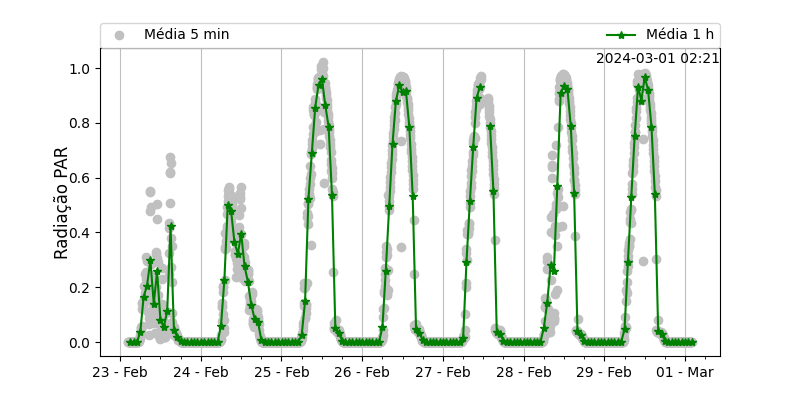 Média 5 min
Média 1 h
2024-03-01 02:21
Radiação PAR
1.0
0.8
0.6
0.4
0.2
0.0
23 - Feb
24 - Feb
25 - Feb
26 - Feb
27 - Feb
28 - Feb
29 - Feb
01 - Mar